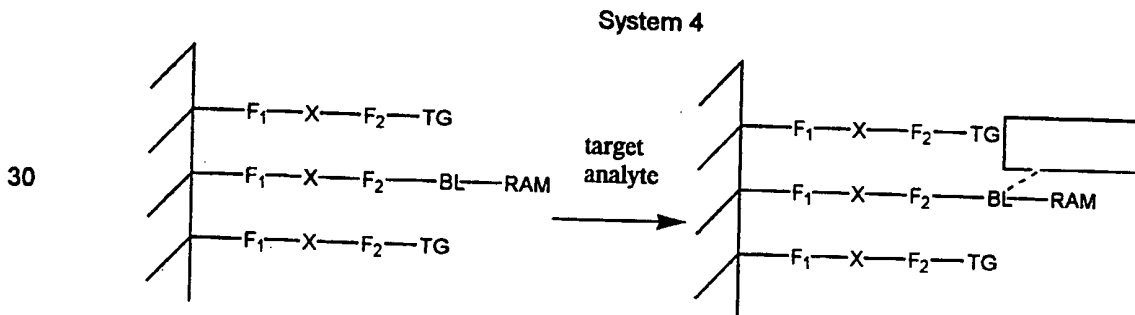 System 4
F₁—X—F₂—TG
30
F₁—X—F₂—BL—RAM
F₁—X—F₂—TG
target
analyte
F₁—X—F₂—TG
F₁—X—F₂—BL—RAM
F₁—X—F₂—TG